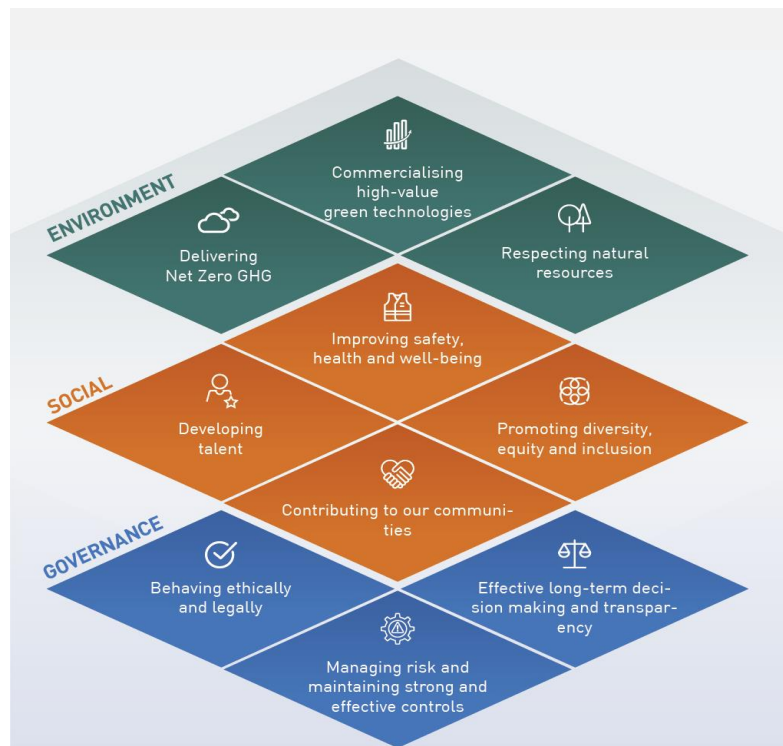 ENVIRONMENT
Commercialising
high-value
green technologies
Delivering
Net Zero GHG
Respecting natural
resources
SOCIAL
Improving safety,
health and well-being
Developing
talent
Promoting diversity,
equity and inclusion
Contributing to our communi-
ties
GOVERNANCE
Behaving ethically
and legally
Effective long-term deci-
sion making and transpar-
ency
Managing risk and
maintaining strong and
effective controls